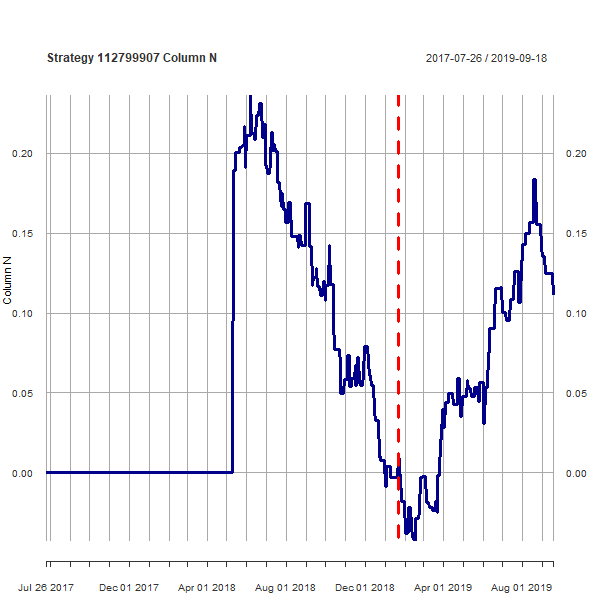 Strategy 112799907 Column N
2017-07-26 / 2019-09-18
Column N
0.20
0.15
0.10
0.05
0.00
0.20
0.15
0.10
0.05
0.00
Jul 26 2017
Dec 01 2017
Apr 01 2018
Aug 01 2018
Dec 01 2018
Apr 01 2019
Aug 01 2019